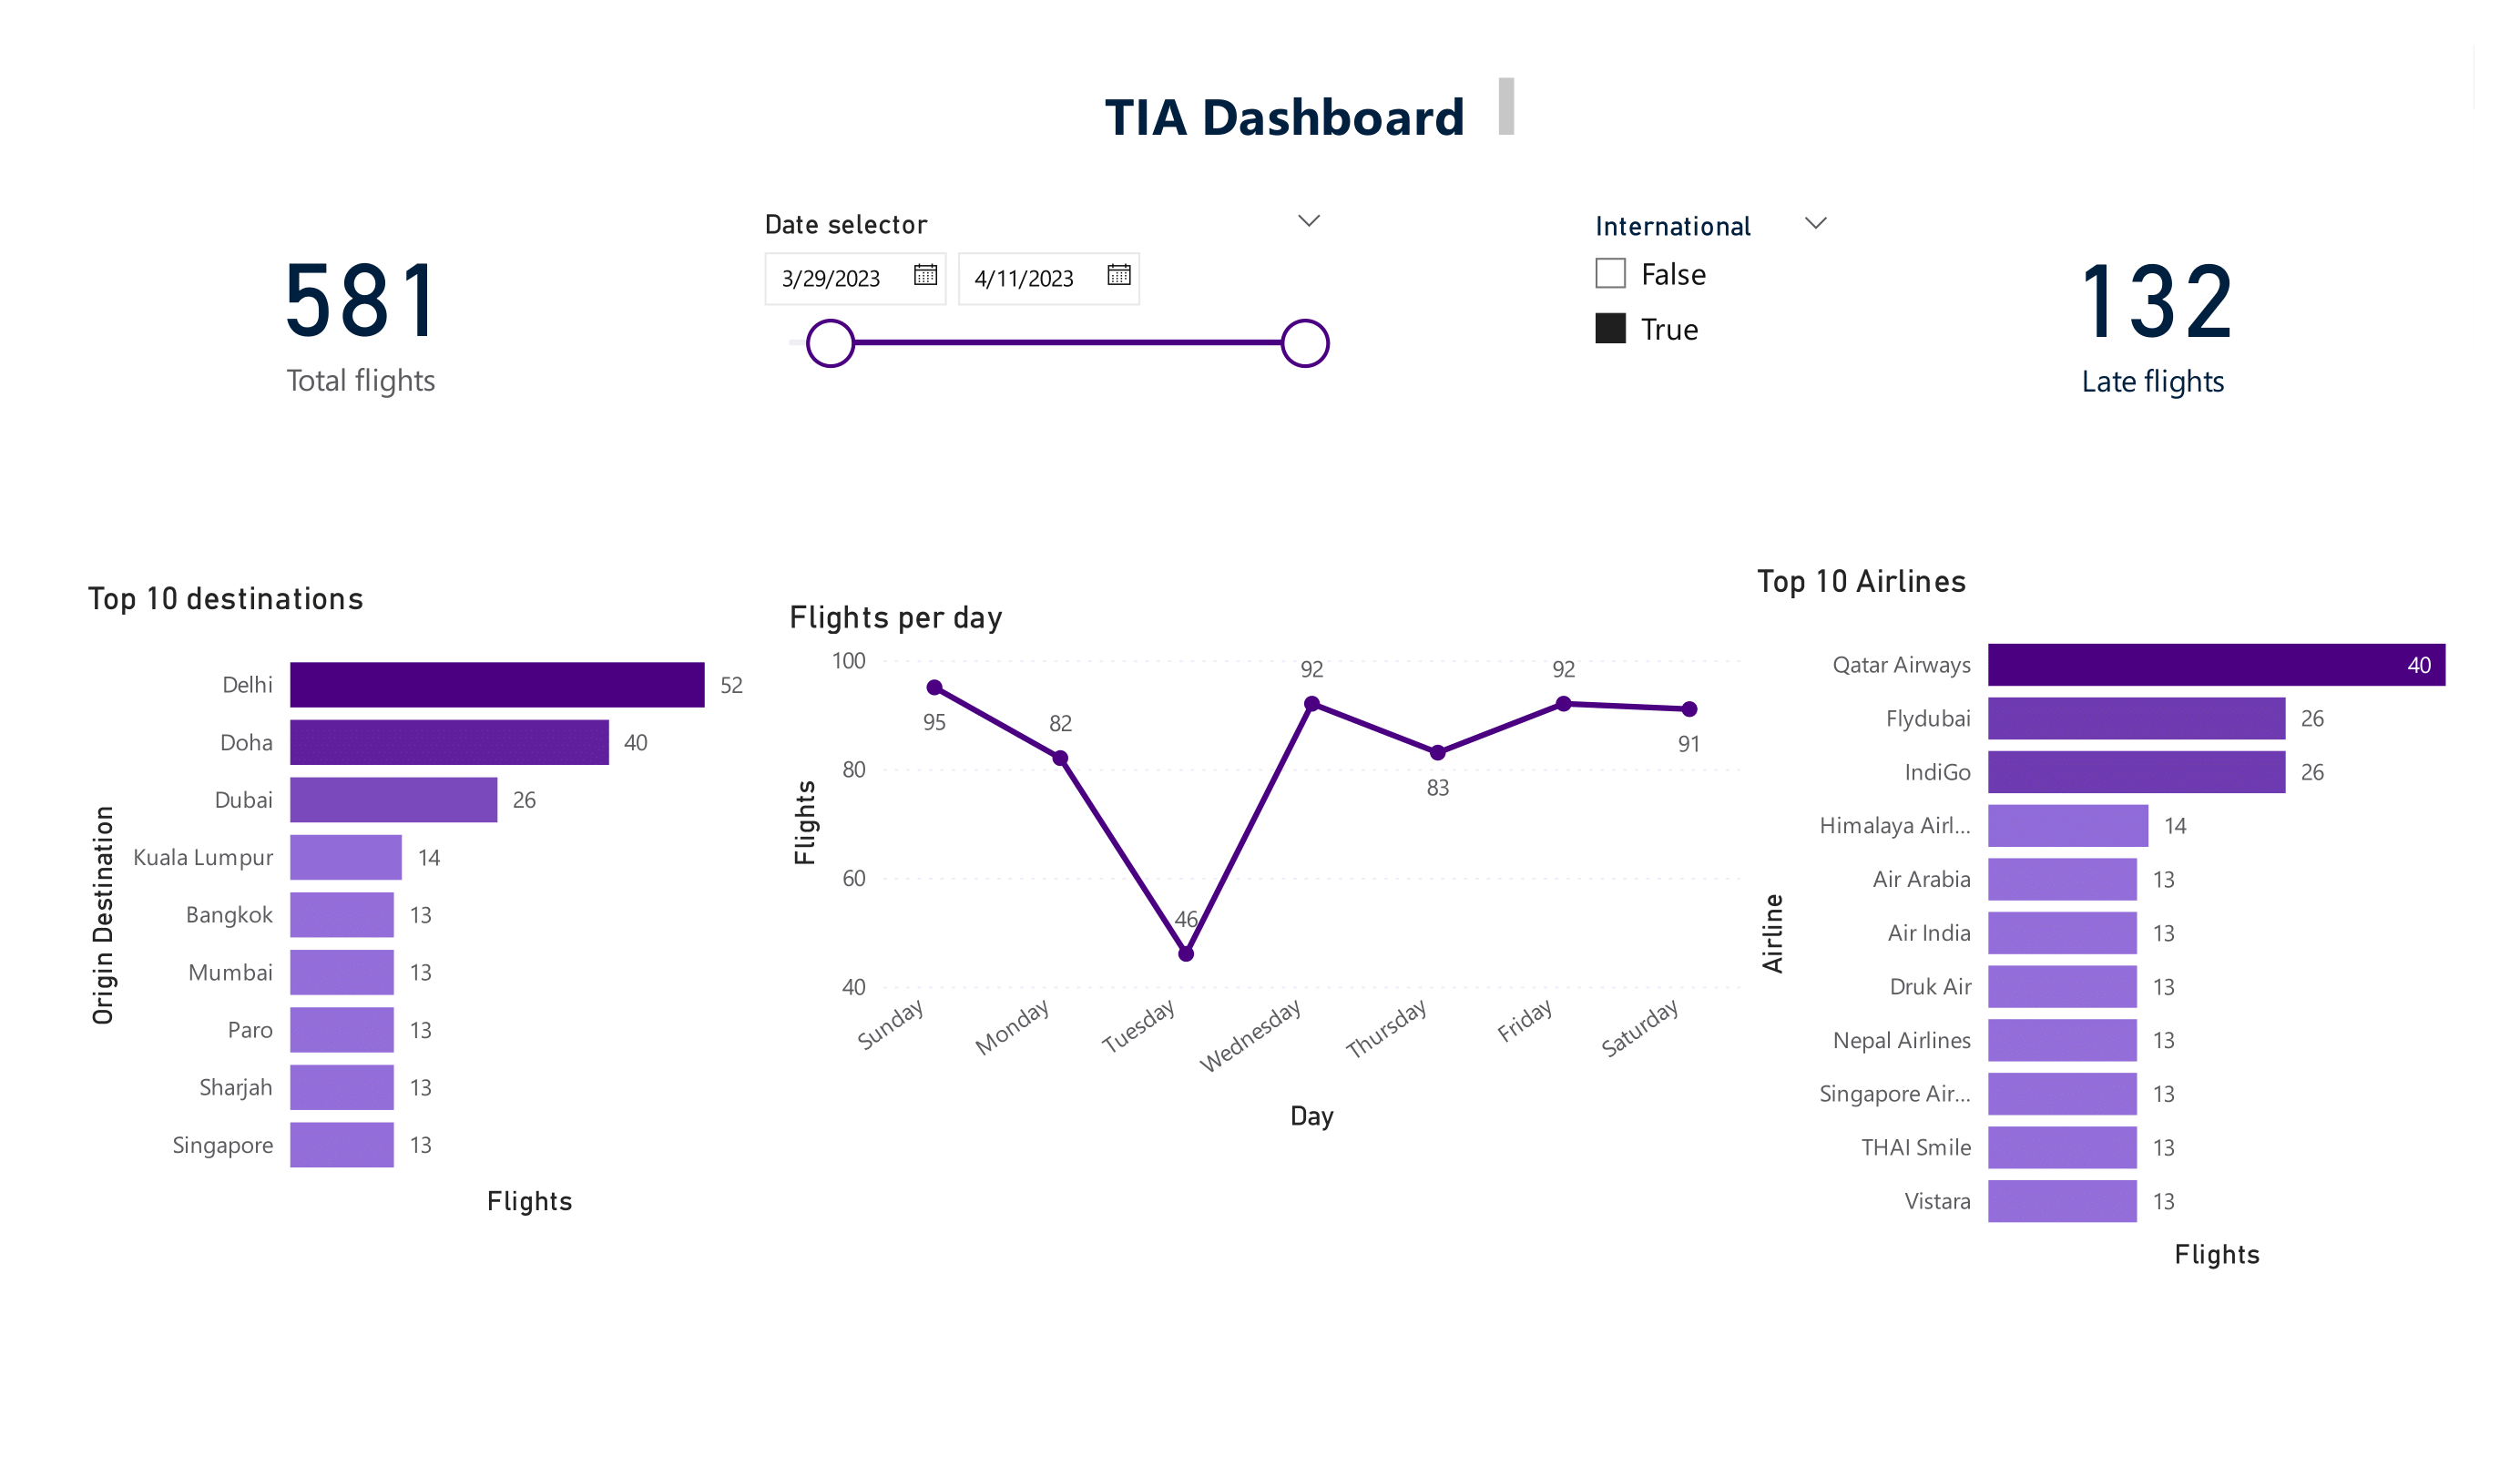 TIA Dashboard
581
Total flights
Date selector
3/29/2023
4/11/2023
International
False
True
132
Late flights
Top 10 destinations
Origin Destination
Delhi 52
Doha 40
Dubai 26
Kuala Lumpur 14
Bangkok 13
Mumbai 13
Paro 13
Sharjah 13
Singapore 13
Flights
Flights per day
Flights
100
80
60
40
95
82
46
92
83
92
91
Sunday
Monday
Tuesday
Wednesday
Thursday
Friday
Saturday
Day
Top 10 Airlines
Airline
Qatar Airways 40
Flydubai 26
IndiGo 26
Himalaya Airl... 14
Air Arabia 13
Air India 13
Druk Air 13
Nepal Airlines 13
Singapore Air... 13
THAI Smile 13
Vistara 13
Flights